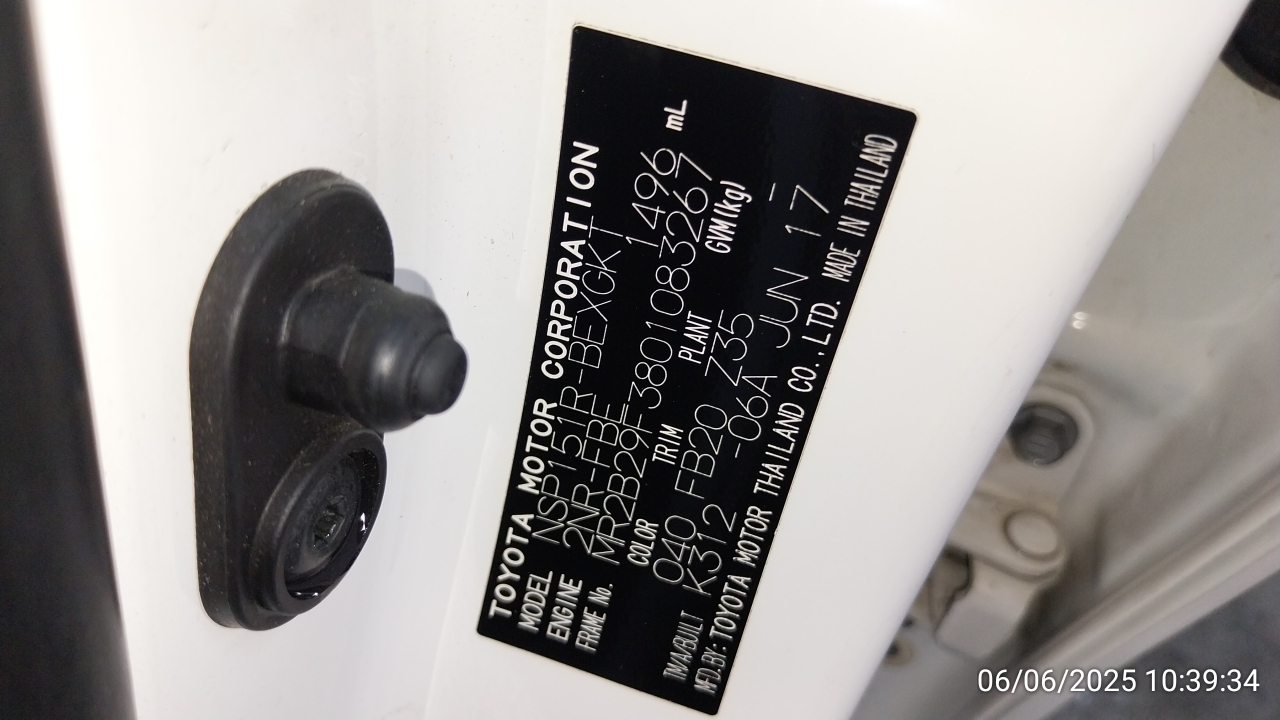 TOYOTA MOTOR CORPORATION
MODEL NSP151R-BEXGKT
ENGINE 2NR-FBE 1496 mL
FRAME No. MR2B29F3801083267
COLOR TRIM PLANT GVM(kg)
040 FB20 Z35 -
TM/A/BUILT K312 -06A JUN 17
MFD.BY: TOYOTA MOTOR THAILAND CO., LTD. MADE IN THAILAND
06/06/2025 10:39:34